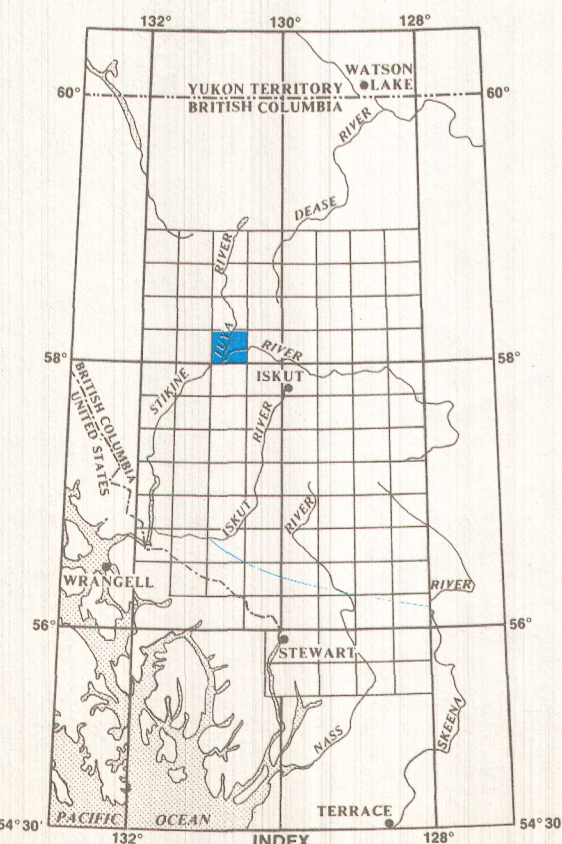 132° 130° 128°
WATSON
LAKE
60° YUKON TERRITORY 60°
BRITISH COLUMBIA
RIVER
DEASE
RIVER
TUYA
RIVER
58° 58°
ISKUT
STIKINE
BRITISH COLUMBIA
UNITED STATES
RIVER
ISKUT
RIVER
WRANGELL
RIVER
56° 56°
STEWART
SKEENA
NASS
TERRACE
54°30' PACIFIC OCEAN 54°30
132° INDEX 128°